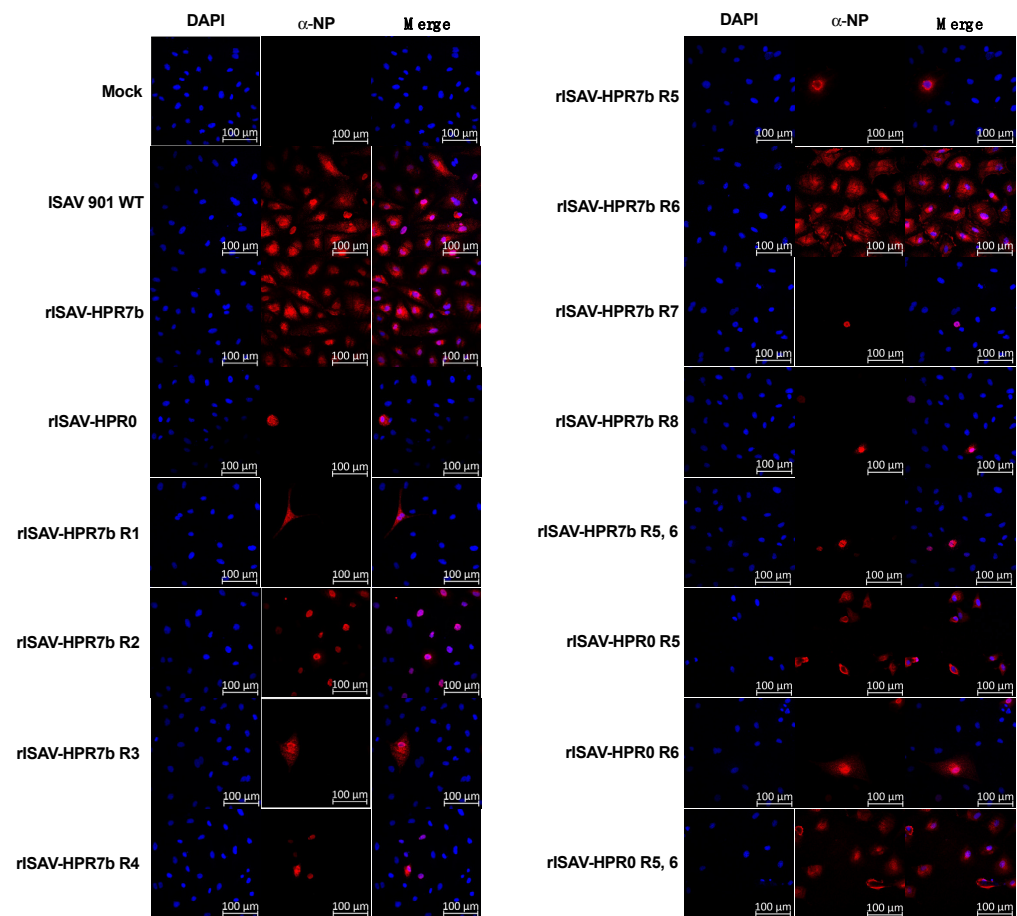 DAPI α-NP Merge
Mock 100 µm 100 µm 100 µm
ISAV 901 WT 100 µm 100 µm 100 µm
rISAV-HPR7b 100 µm 100 µm 100 µm
rISAV-HPR0 100 µm 100 µm 100 µm
rISAV-HPR7b R1 100 µm 100 µm 100 µm
rISAV-HPR7b R2 100 µm 100 µm 100 µm
rISAV-HPR7b R3 100 µm 100 µm 100 µm
rISAV-HPR7b R4 100 µm 100 µm 100 µm
DAPI α-NP Merge
rISAV-HPR7b R5 100 µm 100 µm 100 µm
rISAV-HPR7b R6 100 µm 100 µm 100 µm
rISAV-HPR7b R7 100 µm 100 µm 100 µm
rISAV-HPR7b R8 100 µm 100 µm 100 µm
rISAV-HPR7b R5, 6 100 µm 100 µm 100 µm
rISAV-HPR0 R5 100 µm 100 µm 100 µm
rISAV-HPR0 R6 100 µm 100 µm 100 µm
rISAV-HPR0 R5, 6 100 µm 100 µm 100 µm